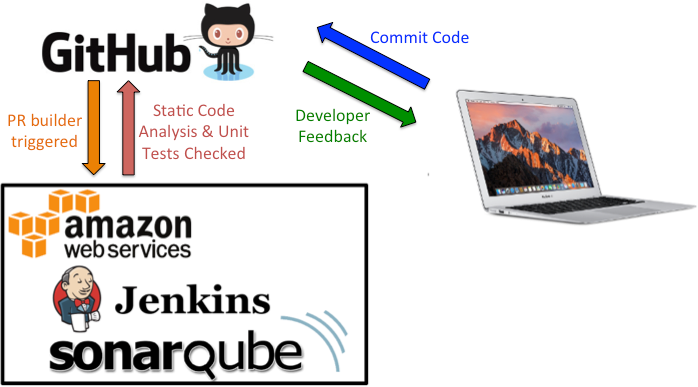 GitHub
Commit Code
Developer
Feedback
PR builder
triggered
Static Code
Analysis & Unit
Tests Checked
amazon
web services
Jenkins
sonarqube